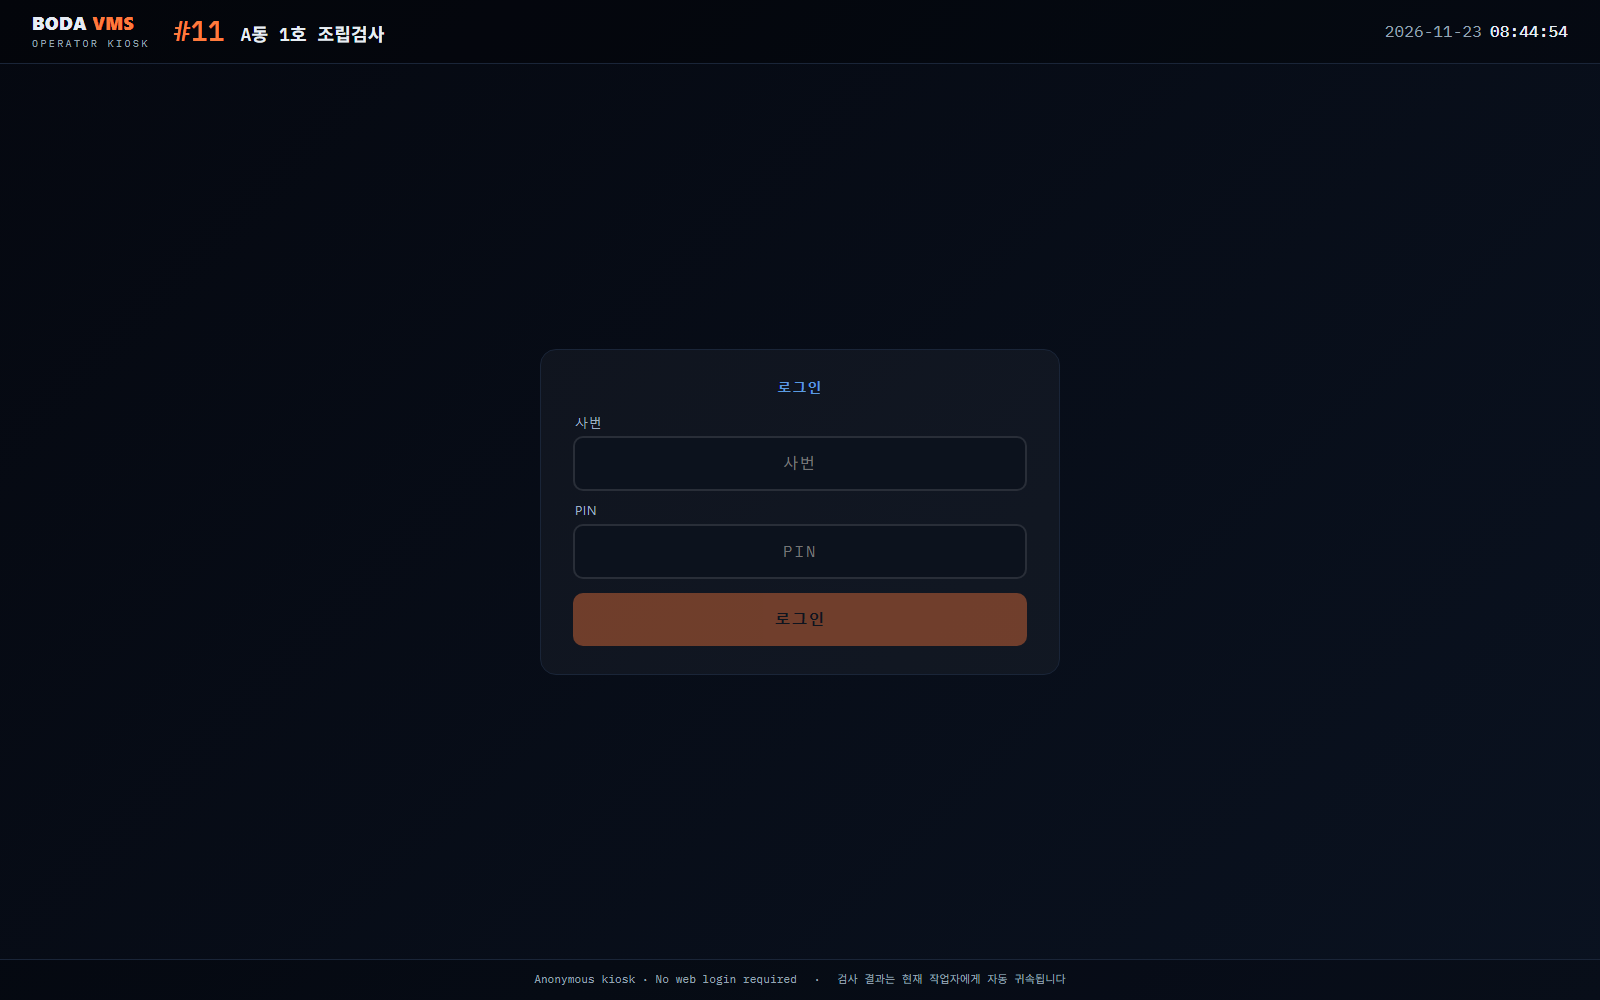 BODA VMS
OPERATOR KIOSK
#11 A동 1호 조립검사
2026-11-23 08:44:54
로그인
사번
사번
PIN
PIN
로그인
Anonymous kiosk · No web login required · 검사 결과는 현재 작업자에게 자동 귀속됩니다